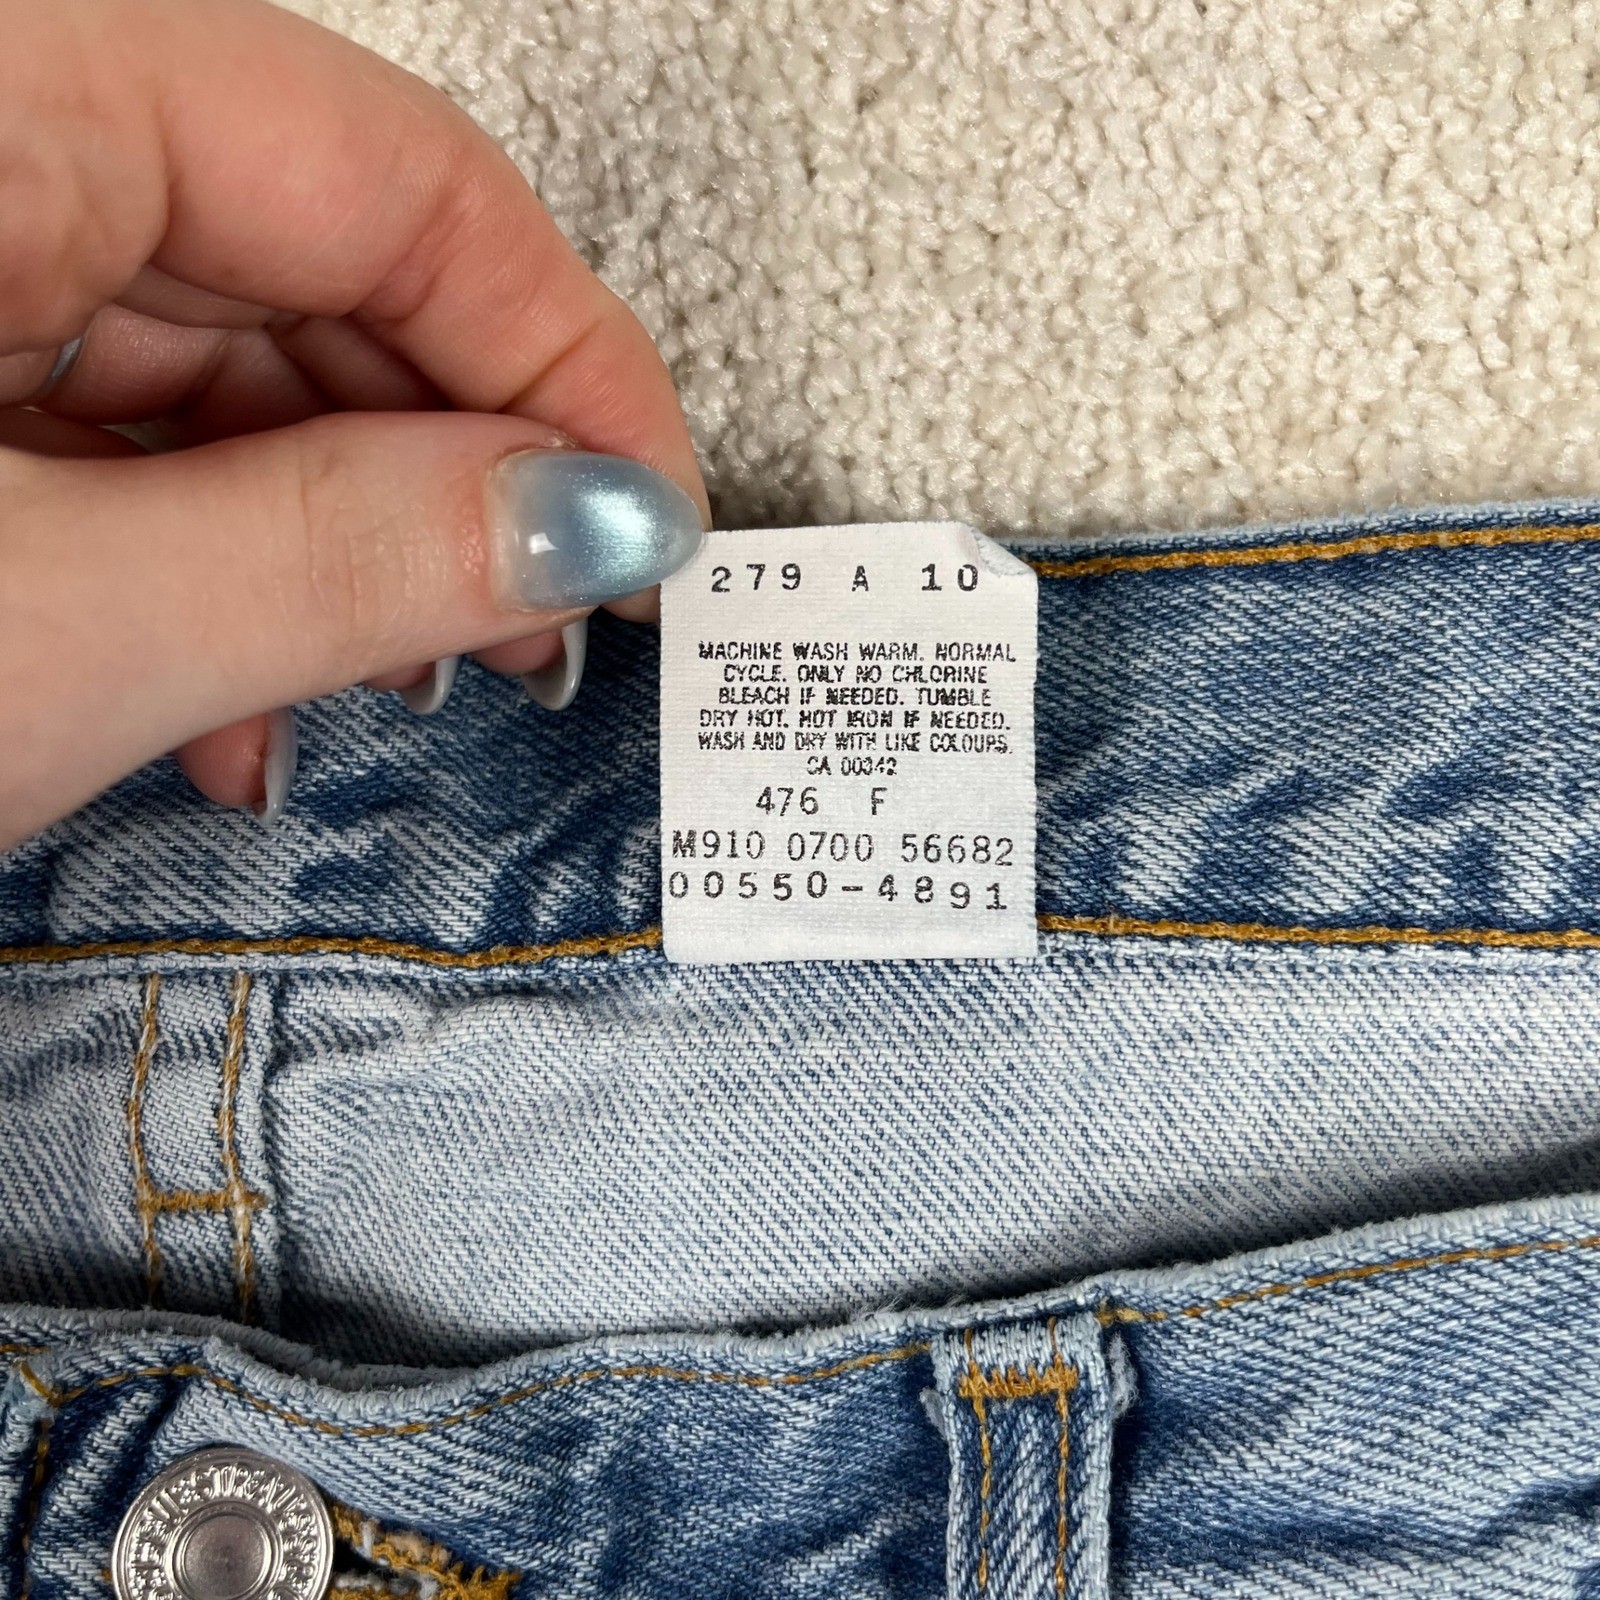 279 A 10
MACHINE WASH WARM. NORMAL
CYCLE. ONLY NO CHLORINE
BLEACH IF NEEDED. TUMBLE
DRY HOT. HOT IRON IF NEEDED.
WASH AND DRY WITH LIKE COLOURS.
CA 00342
476 F
M910 0700 56682
00550-4891